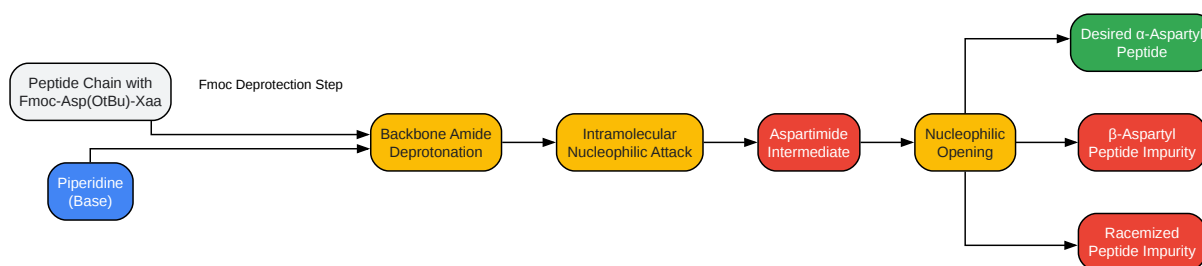 Peptide Chain with
Fmoc-Asp(OtBu)-Xaa
Piperidine
(Base)
Fmoc Deprotection Step
Backbone Amide
Deprotonation
Intramolecular
Nucleophilic Attack
Aspartimide
Intermediate
Nucleophilic
Opening
Desired α-Aspartyl
Peptide
β-Aspartyl
Peptide Impurity
Racemized
Peptide Impurity